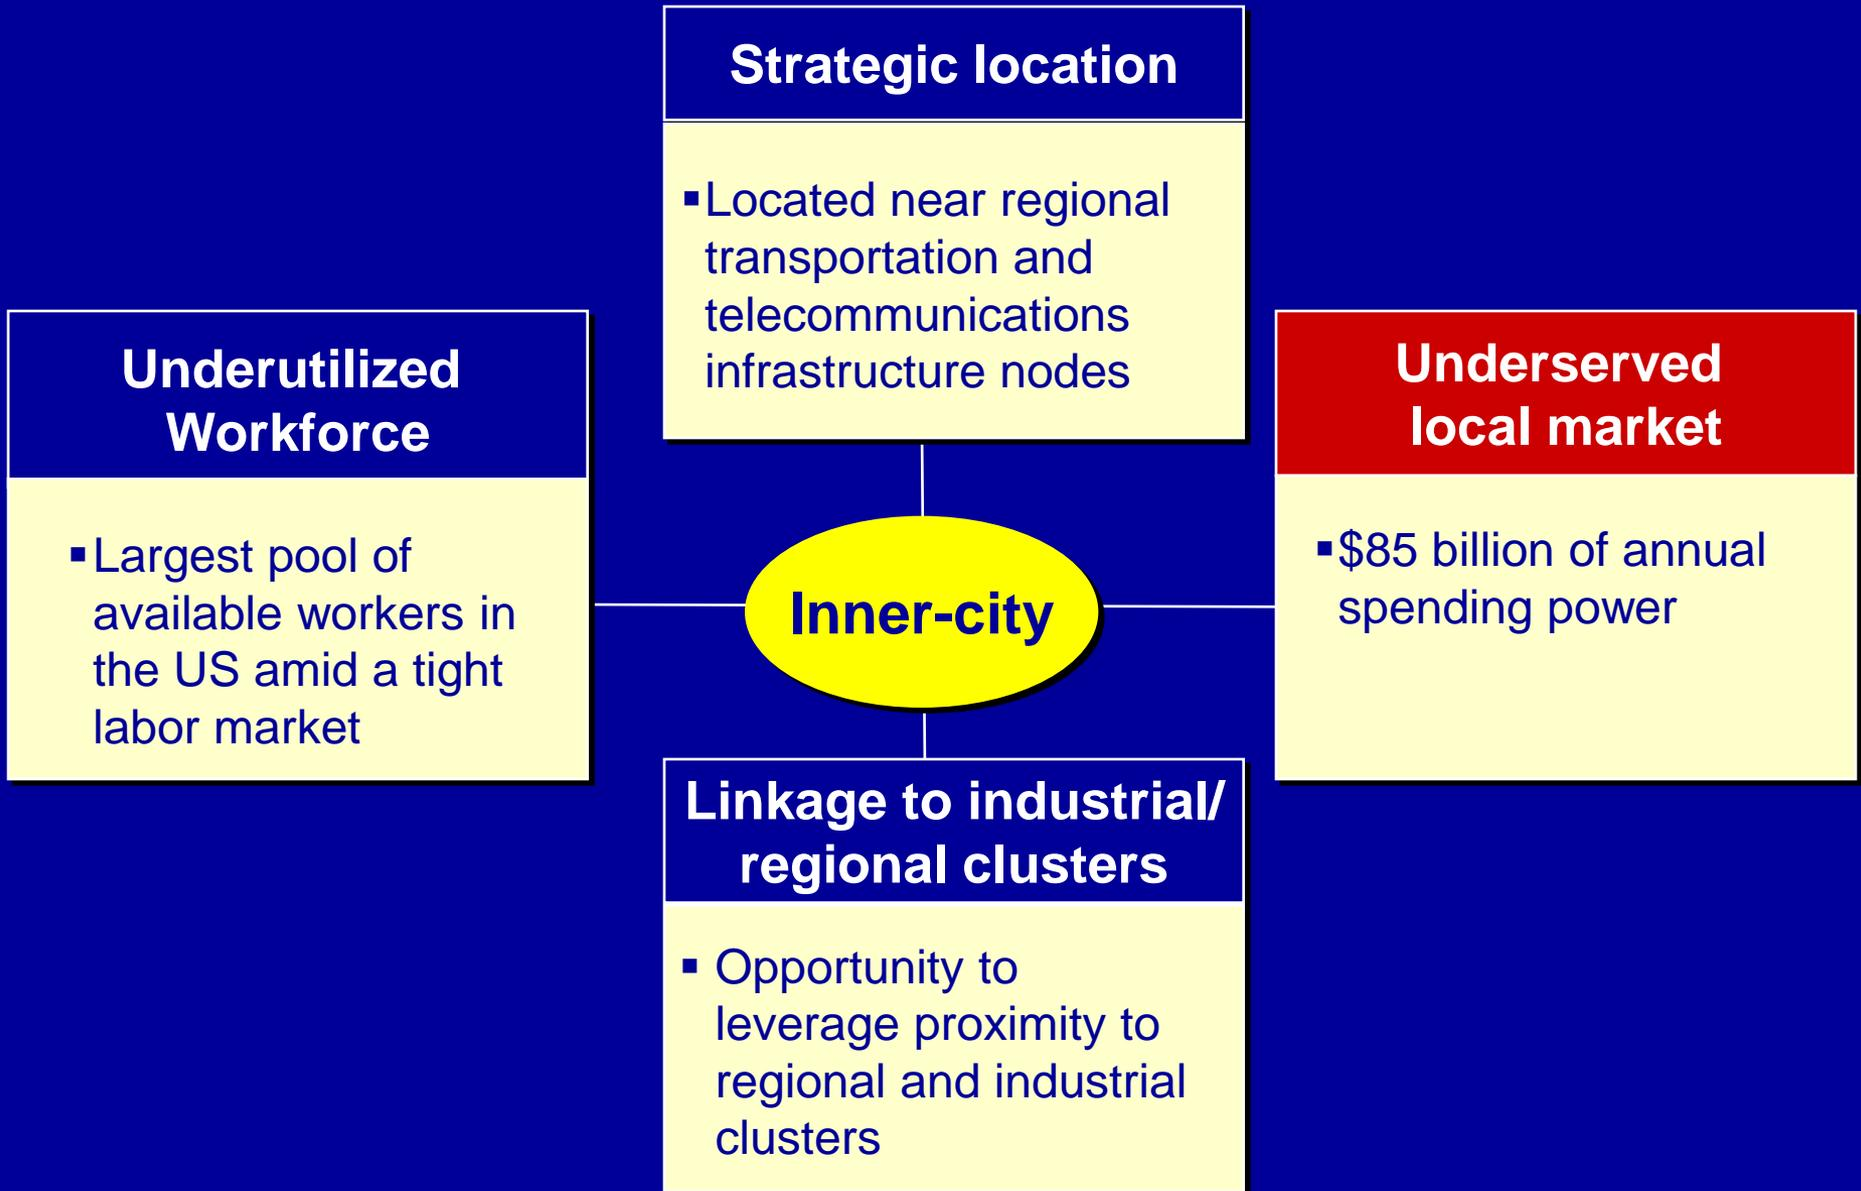 Strategic location
▪Located near regional
transportation and
telecommunications
infrastructure nodes
Underutilized
Workforce
▪Largest pool of
available workers in
the US amid a tight
labor market
Inner-city
Underserved
local market
▪$85 billion of annual
spending power
Linkage to industrial/
regional clusters
▪ Opportunity to
leverage proximity to
regional and industrial
clusters